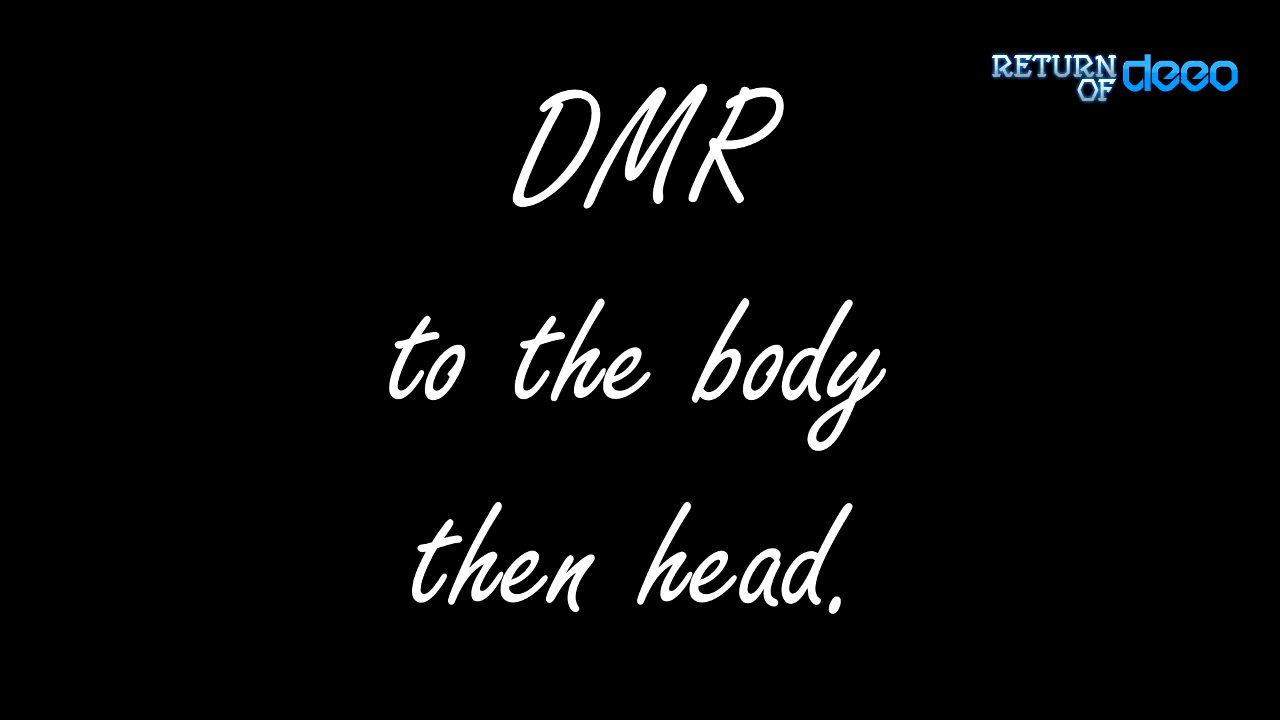 RETURN
OF deeo
DMR
to the body
then head.